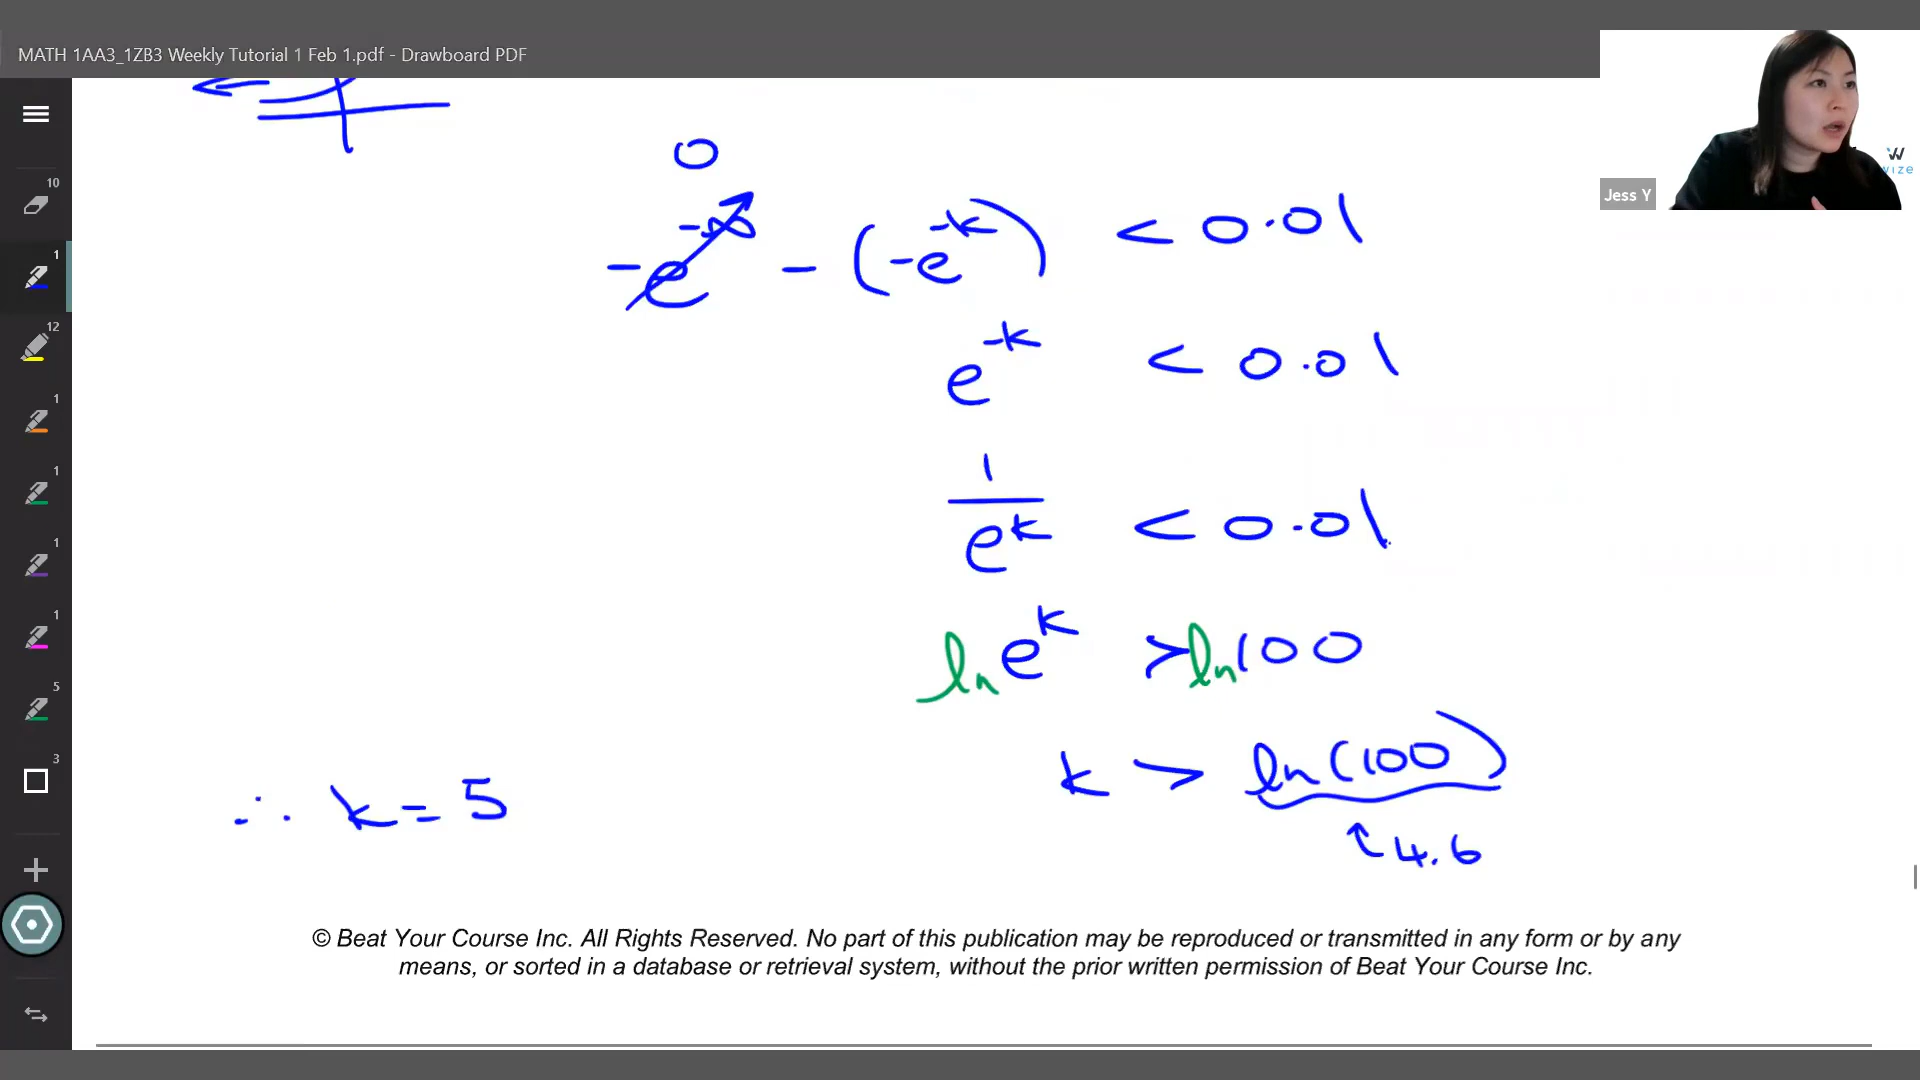 MATH 1AA3_1ZB3 Weekly Tutorial 1 Feb 1.pdf - Drawboard PDF
Jess Y
W
wize
10
1
12
1
1
1
1
5
3
0
-e^-∞ - (-e^-k) < 0.01
e^-k < 0.01
1/e^k < 0.01
ln e^k > ln 100
k > ln(100)
4.6
∴ k = 5
© Beat Your Course Inc. All Rights Reserved. No part of this publication may be reproduced or transmitted in any form or by any
means, or sorted in a database or retrieval system, without the prior written permission of Beat Your Course Inc.